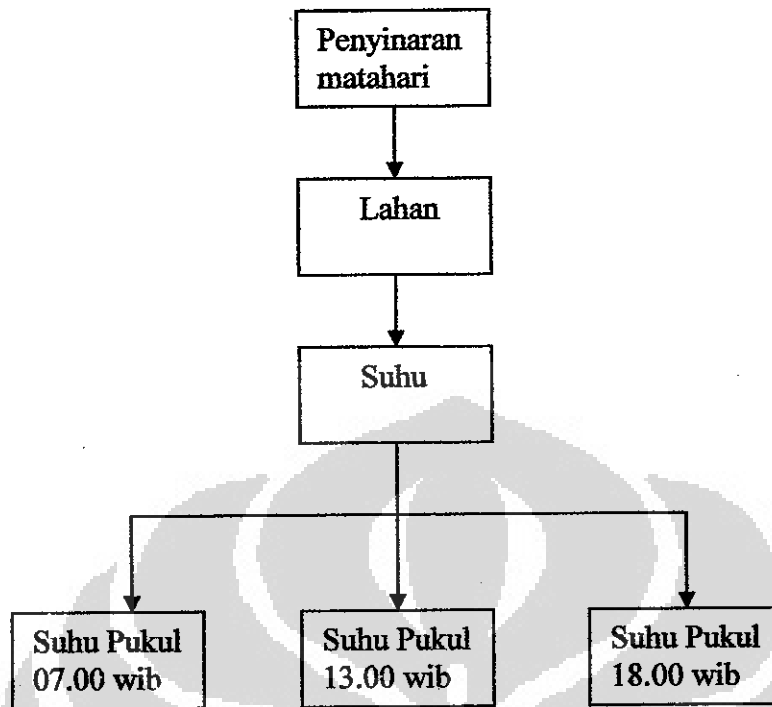 Penyinaran
matahari
Lahan
Suhu
Suhu Pukul
07.00 wib
Suhu Pukul
13.00 wib
Suhu Pukul
18.00 wib